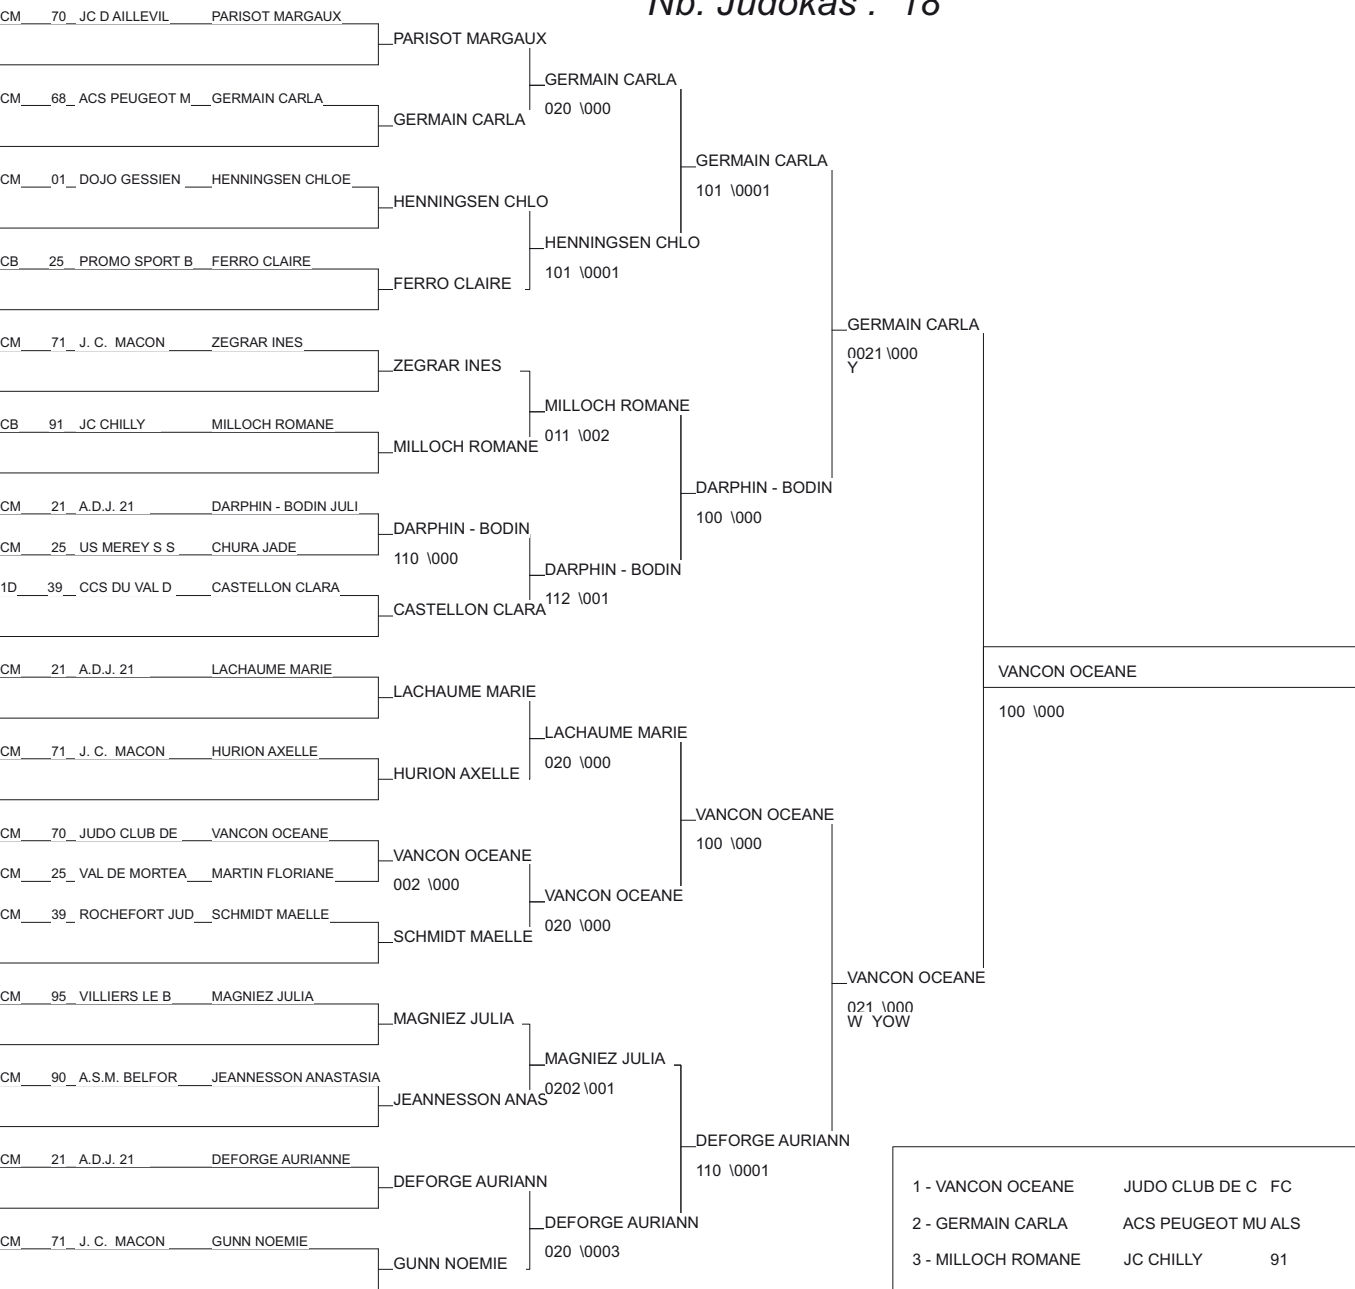 Nb. Judokas : 18
CM 70 JC D AILLEVIL PARISOT MARGAUX
PARISOT MARGAUX
GERMAIN CARLA
020 \000
CM 68 ACS PEUGEOT M GERMAIN CARLA
GERMAIN CARLA
GERMAIN CARLA
101 \0001
CM 01 DOJO GESSIEN HENNINGSEN CHLOE
HENNINGSEN CHLO
HENNINGSEN CHLO
101 \0001
CB 25 PROMO SPORT B FERRO CLAIRE
FERRO CLAIRE
GERMAIN CARLA
0021 \000
Y
CM 71 J. C. MACON ZEGRAR INES
ZEGRAR INES
MILLOCH ROMANE
011 \002
CB 91 JC CHILLY MILLOCH ROMANE
MILLOCH ROMANE
DARPHIN - BODIN
100 \000
CM 21 A.D.J. 21 DARPHIN - BODIN JULI
DARPHIN - BODIN
110 \000
CM 25 US MEREY S S CHURA JADE
DARPHIN - BODIN
112 \001
1D 39 CCS DU VAL D CASTELLON CLARA
CASTELLON CLARA
VANCON OCEANE
100 \000
CM 21 A.D.J. 21 LACHAUME MARIE
LACHAUME MARIE
LACHAUME MARIE
020 \000
CM 71 J. C. MACON HURION AXELLE
HURION AXELLE
VANCON OCEANE
100 \000
CM 70 JUDO CLUB DE VANCON OCEANE
VANCON OCEANE
002 \000
CM 25 VAL DE MORTEA MARTIN FLORIANE
VANCON OCEANE
020 \000
CM 39 ROCHEFORT JUD SCHMIDT MAELLE
SCHMIDT MAELLE
VANCON OCEANE
021 \000
W YOW
CM 95 VILLIERS LE B MAGNIEZ JULIA
MAGNIEZ JULIA
MAGNIEZ JULIA
0202 \001
CM 90 A.S.M. BELFOR JEANNESSON ANASTASIA
JEANNESSON ANAS
DEFORGE AURIANN
110 \0001
CM 21 A.D.J. 21 DEFORGE AURIANNE
DEFORGE AURIANN
DEFORGE AURIANN
020 \0003
CM 71 J. C. MACON GUNN NOEMIE
GUNN NOEMIE
1 - VANCON OCEANE JUDO CLUB DE C FC
2 - GERMAIN CARLA ACS PEUGEOT MU ALS
3 - MILLOCH ROMANE JC CHILLY 91